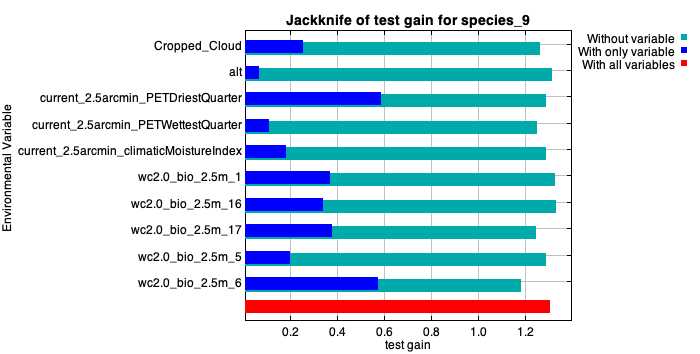 Jackknife of test gain for species_9
Without variable
With only variable
With all variables
Environmental Variable
Cropped_Cloud
alt
current_2.5arcmin_PETDriestQuarter
current_2.5arcmin_PETWettestQuarter
current_2.5arcmin_climaticMoistureIndex
wc2.0_bio_2.5m_1
wc2.0_bio_2.5m_16
wc2.0_bio_2.5m_17
wc2.0_bio_2.5m_5
wc2.0_bio_2.5m_6
0.2 0.4 0.6 0.8 1.0 1.2
test gain